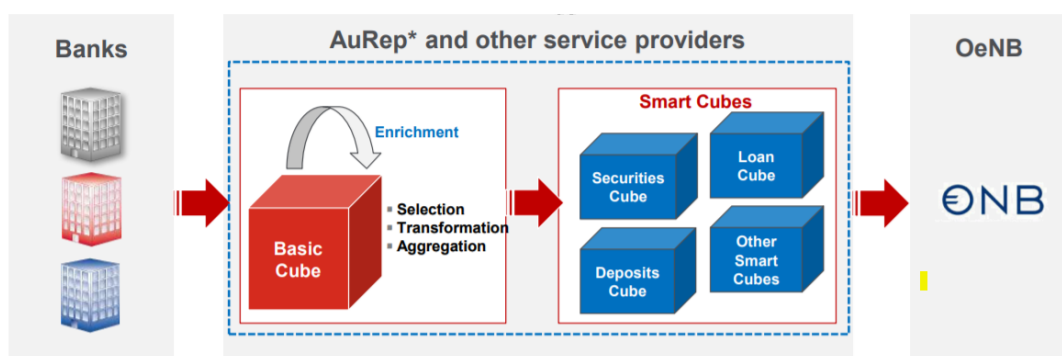 Banks
AuRep* and other service providers
OeNB
Enrichment
Basic
Cube
▪ Selection
▪ Transformation
▪ Aggregation
Smart Cubes
Securities
Cube
Loan
Cube
Deposits
Cube
Other
Smart
Cubes
ONB